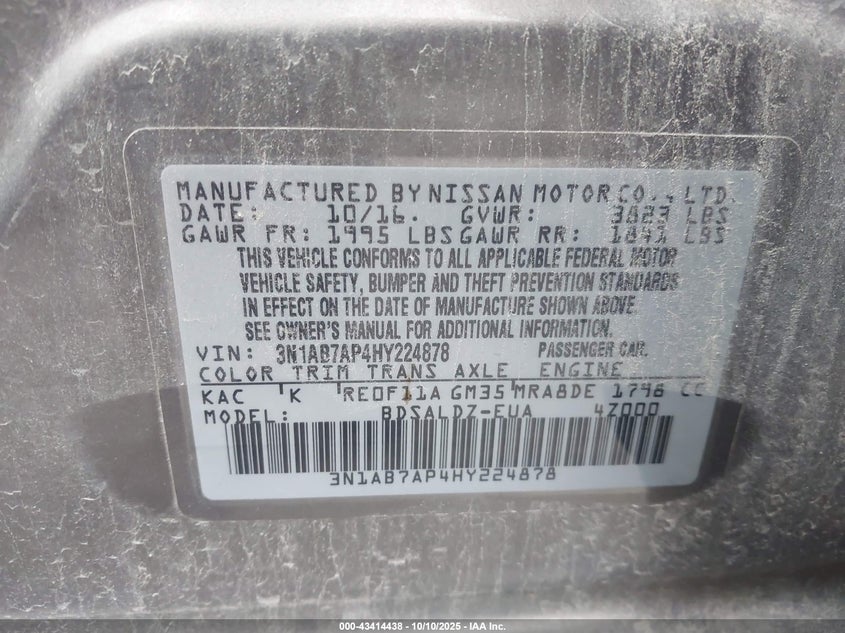 MANUFACTURED BY NISSAN MOTOR CO., LTD.
DATE: 10/16. GVWR: 3823 LBS
GAWR FR: 1995 LBS GAWR RR: 1841 LBS
THIS VEHICLE CONFORMS TO ALL APPLICABLE FEDERAL MOTOR
VEHICLE SAFETY, BUMPER AND THEFT PREVENTION STANDARDS
IN EFFECT ON THE DATE OF MANUFACTURE SHOWN ABOVE.
SEE OWNER'S MANUAL FOR ADDITIONAL INFORMATION.
VIN: 3N1AB7AP4HY224878 PASSENGER CAR.
COLOR TRIM TRANS AXLE ENGINE
KAC K RE0F11A GM35 MRA8DE 1798 CC
MODEL: BDSALDZ-EUA 4Z000
3N1AB7AP4HY224878
000-43414438 - 10/10/2025 - IAA Inc.